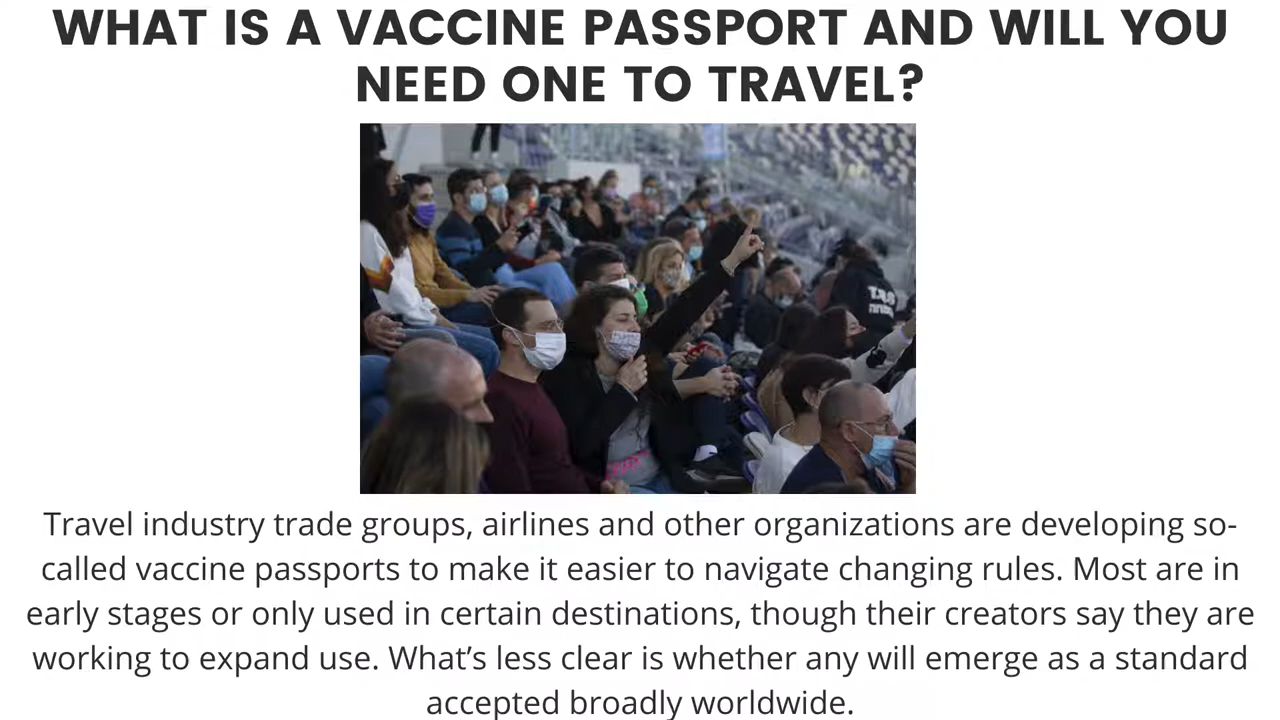 WHAT IS A VACCINE PASSPORT AND WILL YOU
NEED ONE TO TRAVEL?
Travel industry trade groups, airlines and other organizations are developing so-
called vaccine passports to make it easier to navigate changing rules. Most are in
early stages or only used in certain destinations, though their creators say they are
working to expand use. What’s less clear is whether any will emerge as a standard
accepted broadly worldwide.